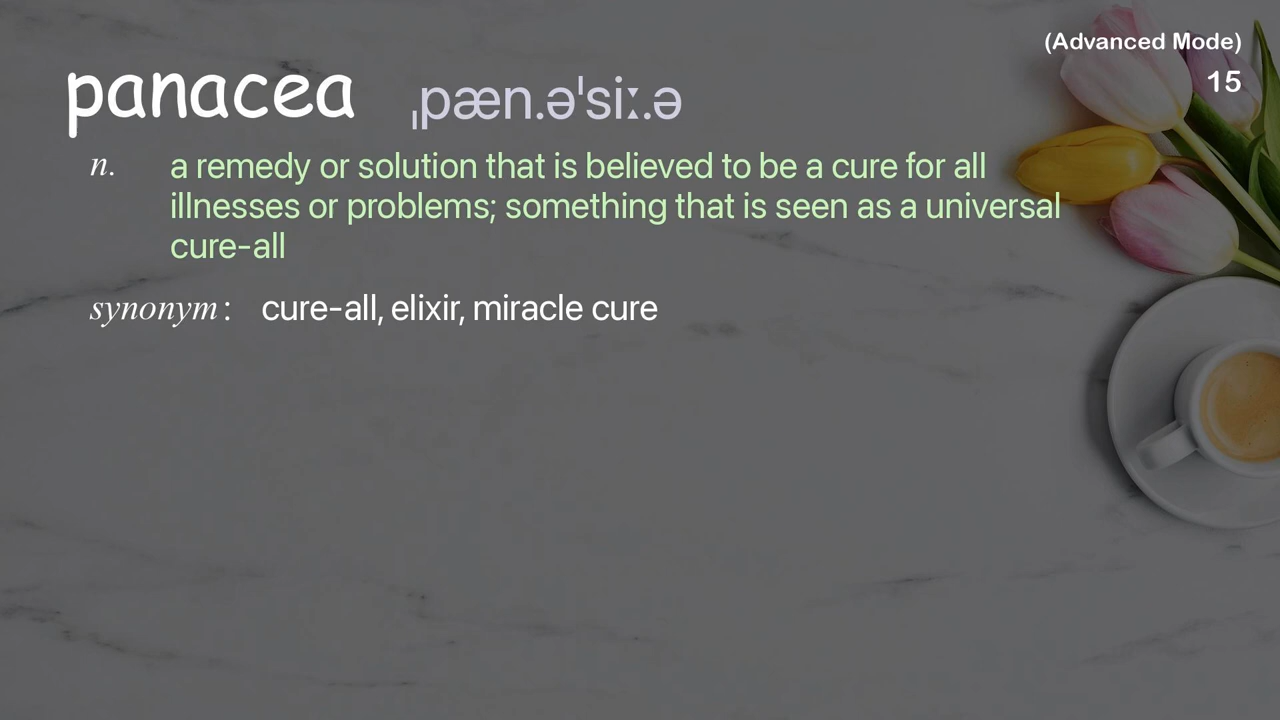 (Advanced Mode)
15
panacea ˌpæn.əˈsiː.ə
n. a remedy or solution that is believed to be a cure for all
illnesses or problems; something that is seen as a universal
cure-all
synonym: cure-all, elixir, miracle cure